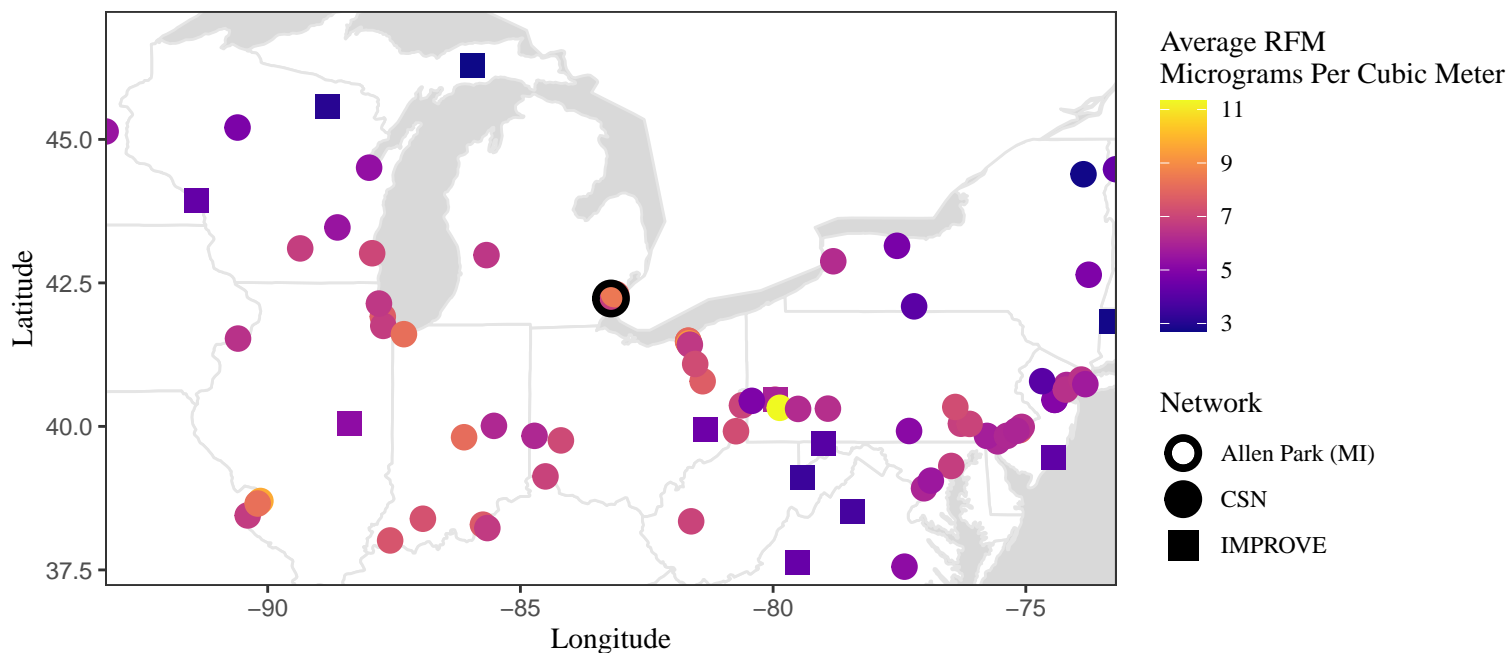 45.0
42.5
40.0
37.5
Latitude
−90
−85
−80
−75
Longitude
Average RFM
Micrograms Per Cubic Meter
11
9
7
5
3
Network
Allen Park (MI)
CSN
IMPROVE